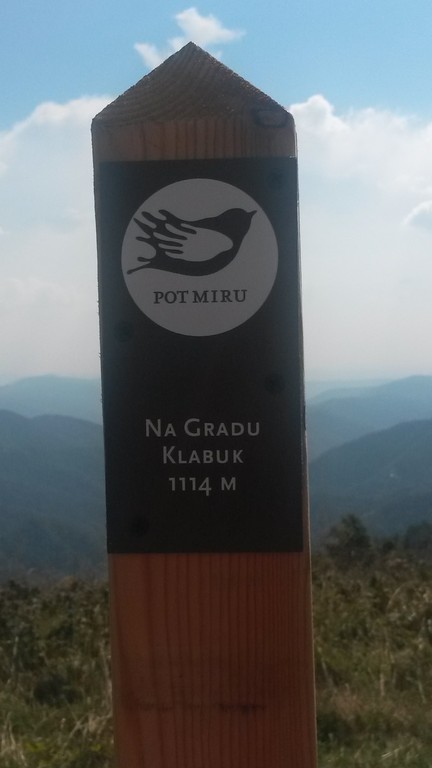 POT MIRU
NA GRADU
KLABUK
1114 M